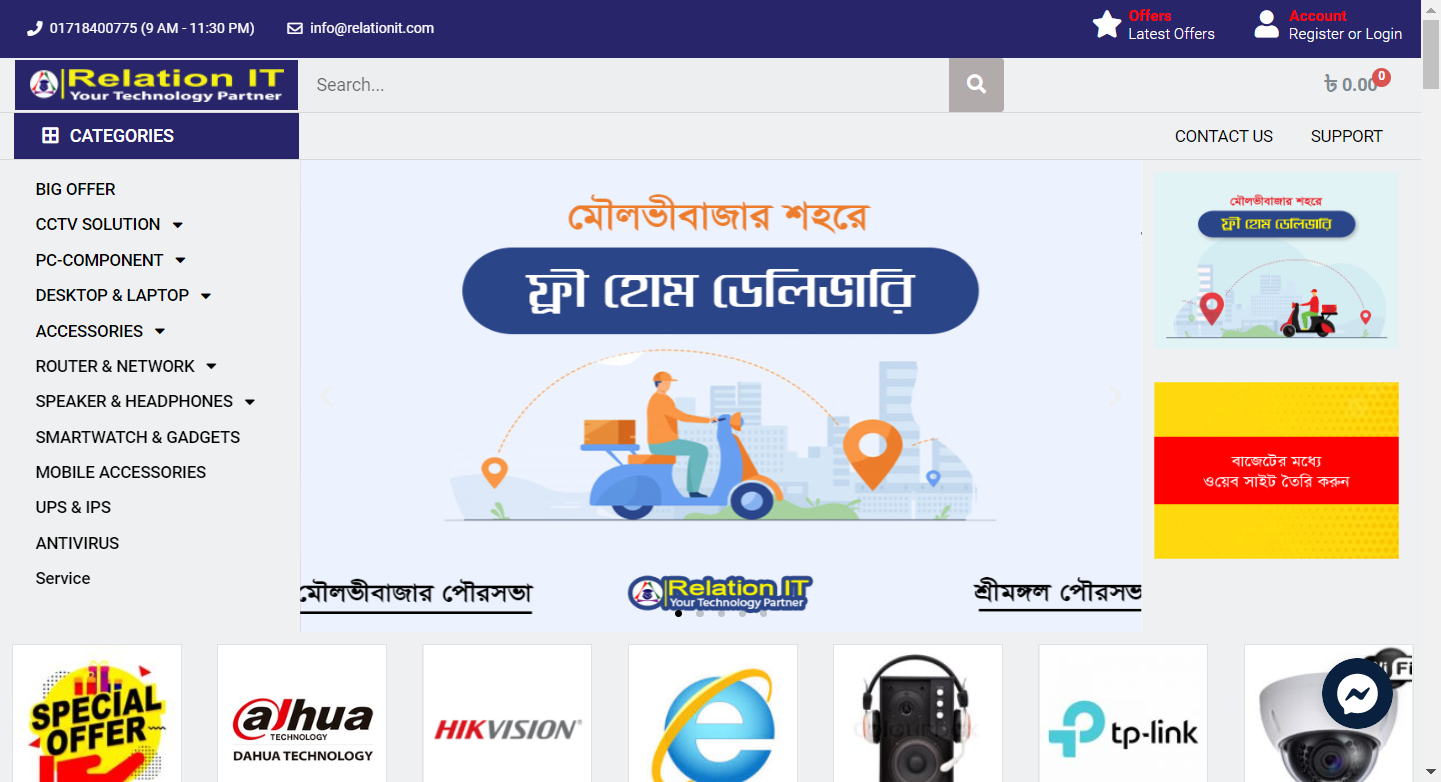 01718400775 (9 AM - 11:30 PM)
info@relationit.com
Offers
Latest Offers
Account
Register or Login
Relation IT
Your Technology Partner
Search...
৳ 0.00
0
CATEGORIES
CONTACT US
SUPPORT
BIG OFFER
CCTV SOLUTION
PC-COMPONENT
DESKTOP & LAPTOP
ACCESSORIES
ROUTER & NETWORK
SPEAKER & HEADPHONES
SMARTWATCH & GADGETS
MOBILE ACCESSORIES
UPS & IPS
ANTIVIRUS
Service
মৌলভীবাজার শহরে
ফ্রী হোম ডেলিভারি
মৌলভীবাজার পৌরসভা
Relation IT
Your Technology Partner
শ্রীমঙ্গল পৌরসভ
মৌলভীবাজার শহরে
ফ্রী হোম ডেলিভারি
বাজেটের মধ্যে
ওয়েব সাইট তৈরি করুন
SPECIAL
OFFER
alhua
TECHNOLOGY
DAHUA TECHNOLOGY
HIKVISION
tp-link
Wi Fi